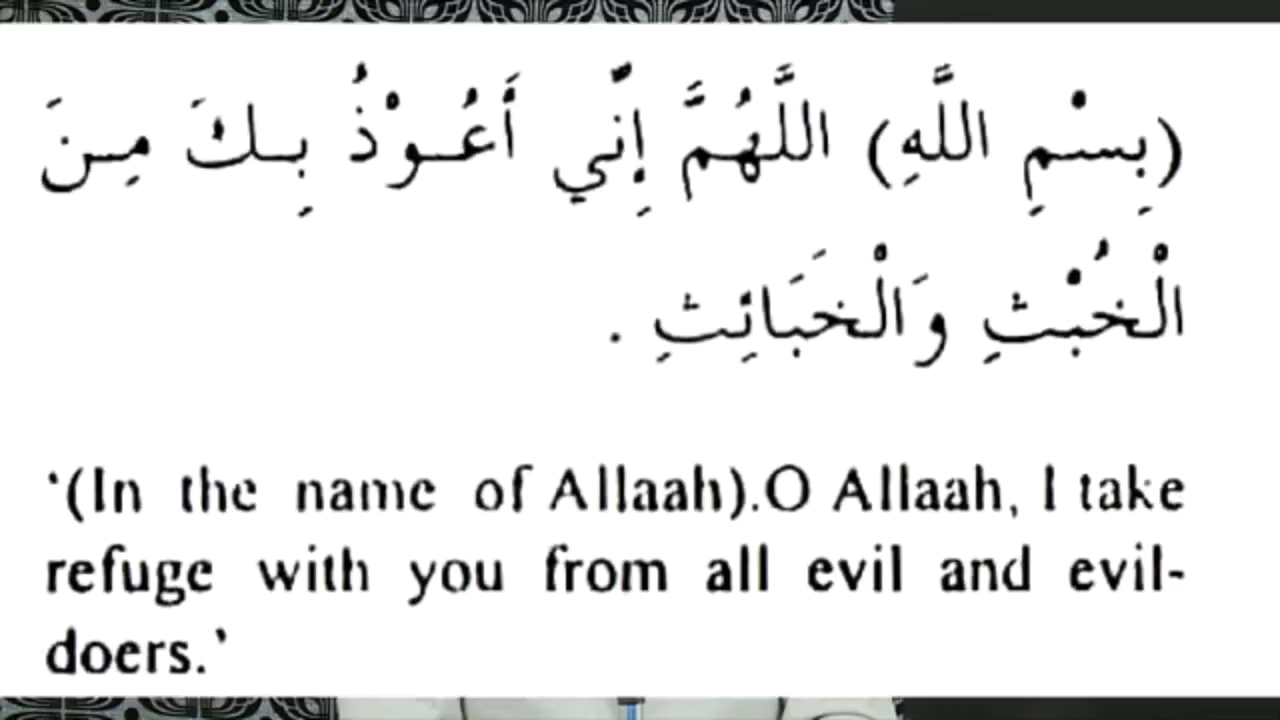 (بِسْمِ اللَّهِ) اللَّهُمَّ إِنِّي أَعُوْذُ بِكَ مِنَ
الْخُبْثِ وَالْخَبَائِثِ .
‘(In the name of Allaah).O Allaah, I take
refuge with you from all evil and evil-
doers.’